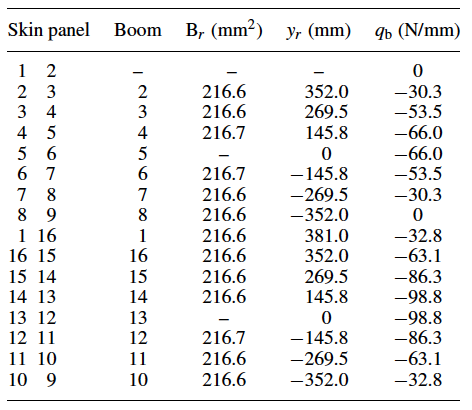 Skin panel Boom Br (mm²) yr (mm) qb (N/mm)
1 2 – – – 0
2 3 2 216.6 352.0 −30.3
3 4 3 216.6 269.5 −53.5
4 5 4 216.7 145.8 −66.0
5 6 5 – 0 −66.0
6 7 6 216.7 −145.8 −53.5
7 8 7 216.6 −269.5 −30.3
8 9 8 216.6 −352.0 0
1 16 1 216.6 381.0 −32.8
16 15 16 216.6 352.0 −63.1
15 14 15 216.6 269.5 −86.3
14 13 14 216.6 145.8 −98.8
13 12 13 – 0 −98.8
12 11 12 216.7 −145.8 −86.3
11 10 11 216.6 −269.5 −63.1
10 9 10 216.6 −352.0 −32.8